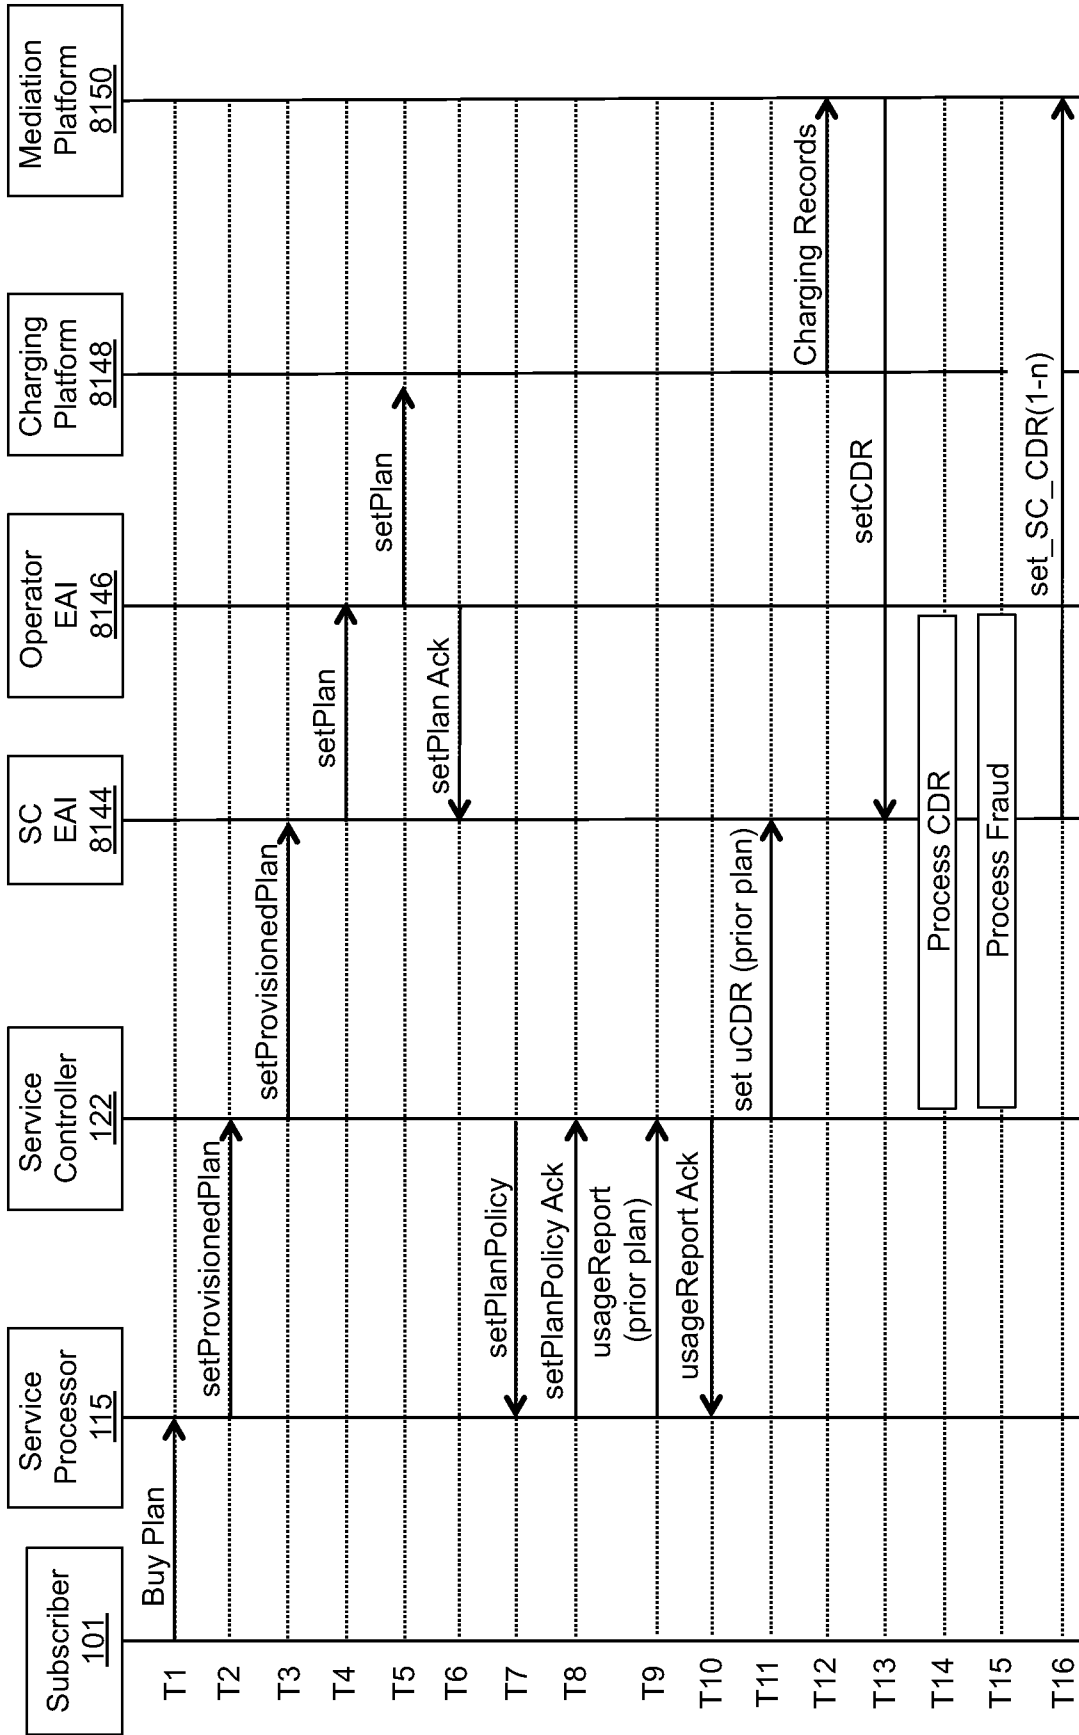 Subscriber
101
Service
Processor
115
Service
Controller
122
SC
EAI
8144
Operator
EAI
8146
Charging
Platform
8148
Mediation
Platform
8150
T1
Buy Plan
T2
setProvisionedPlan
T3
setProvisionedPlan
T4
setPlan
T5
setPlan
T6
setPlan Ack
T7
setPlanPolicy
T8
setPlanPolicy Ack
T9
usageReport
(prior plan)
T10
usageReport Ack
T11
set uCDR (prior plan)
T12
Charging Records
T13
setCDR
T14
Process CDR
T15
Process Fraud
T16
set_SC_CDR(1-n)